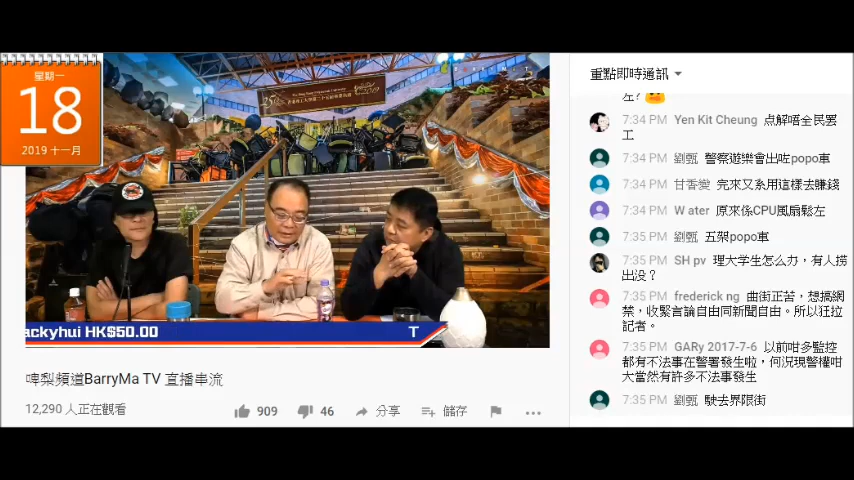 星期一
18
2019 十一月
ackyhui HK$50.00
T
啤梨頻道BarryMa TV 直播串流
12,290 人正在觀看
909
46
分享
儲存
重點即時通訊
左?
7:34 PM Yen Kit Cheung 点解唔全民罷
工
7:34 PM 劉甄 警察遊樂會出咗popo車
7:34 PM 甘香變 完來又系用這樣去賺錢
7:34 PM W ater 原來係CPU風扇鬆左
7:35 PM 劉甄 五架popo車
7:35 PM SH pv 理大学生怎么办，有人捞
出没？
7:35 PM frederick ng 曲街正苦，想搞網
禁，收緊言論自由同新聞自由。所以狂拉
記者。
7:35 PM GARy 2017-7-6 以前咁多監控
都有不法事在警署發生啦，何況現警權咁
大當然有許多不法事發生
7:35 PM 劉甄 駛去界限街